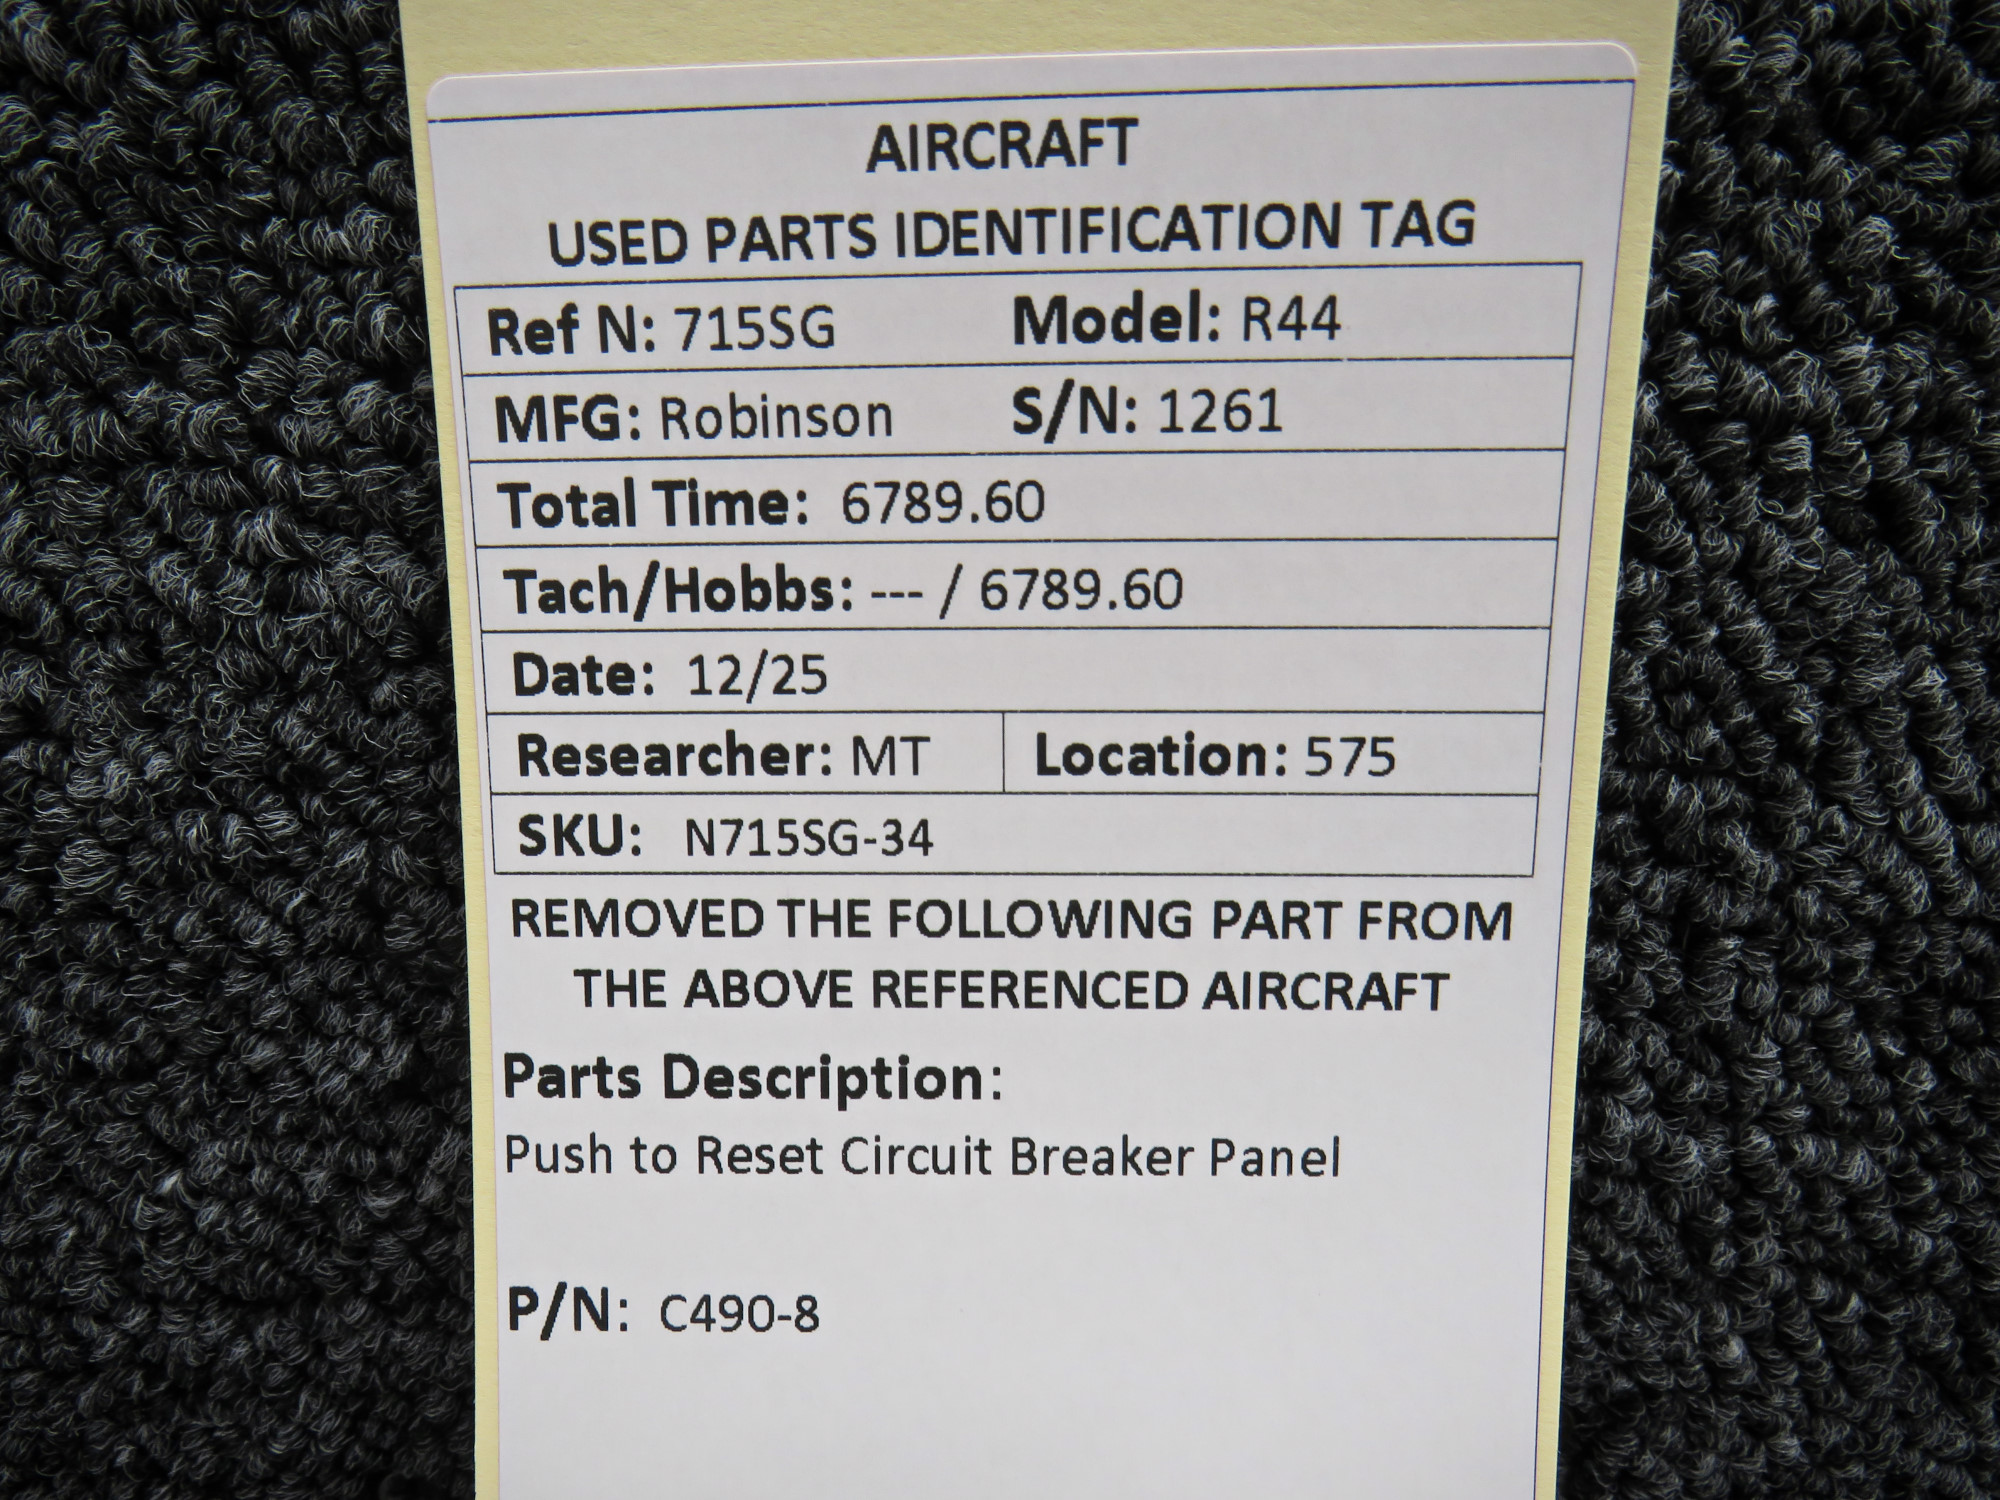 AIRCRAFT
USED PARTS IDENTIFICATION TAG
Ref N: 715SG Model: R44
MFG: Robinson S/N: 1261
Total Time: 6789.60
Tach/Hobbs: --- / 6789.60
Date: 12/25
Researcher: MT Location: 575
SKU: N715SG-34
REMOVED THE FOLLOWING PART FROM
THE ABOVE REFERENCED AIRCRAFT
Parts Description:
Push to Reset Circuit Breaker Panel
P/N: C490-8